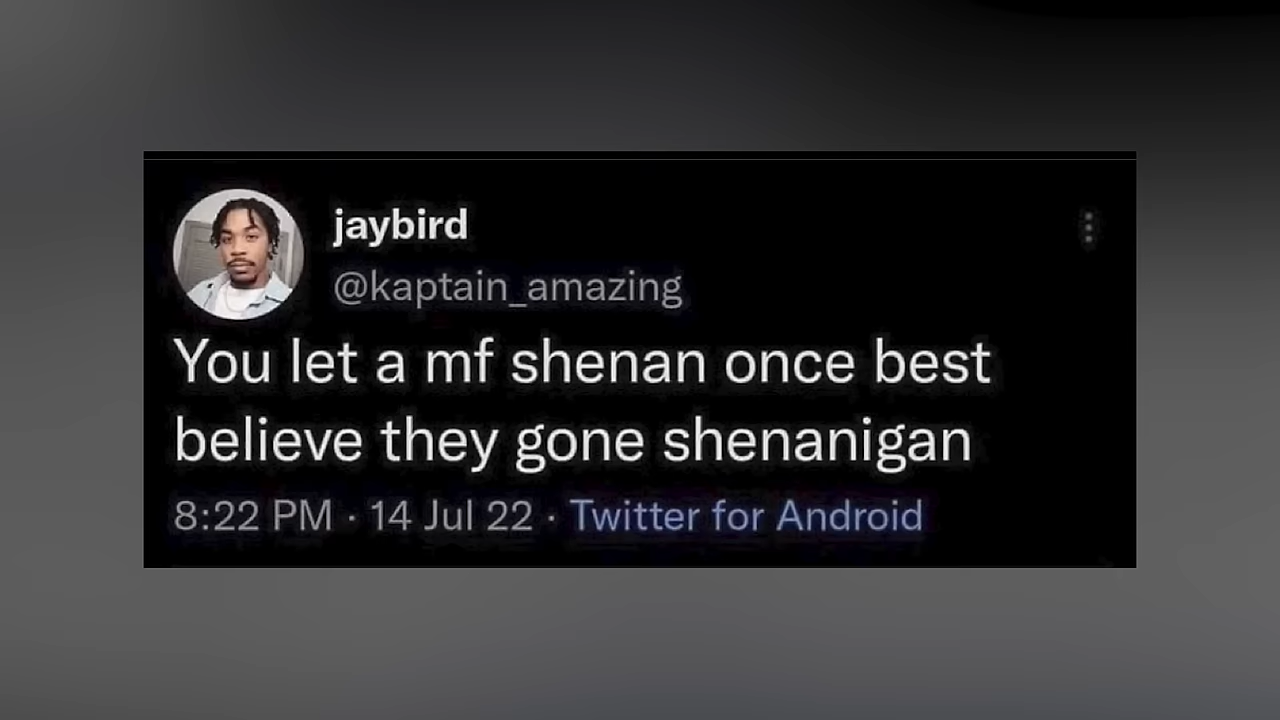 jaybird
@kaptain_amazing
You let a mf shenan once best
believe they gone shenanigan
8:22 PM · 14 Jul 22 · Twitter for Android